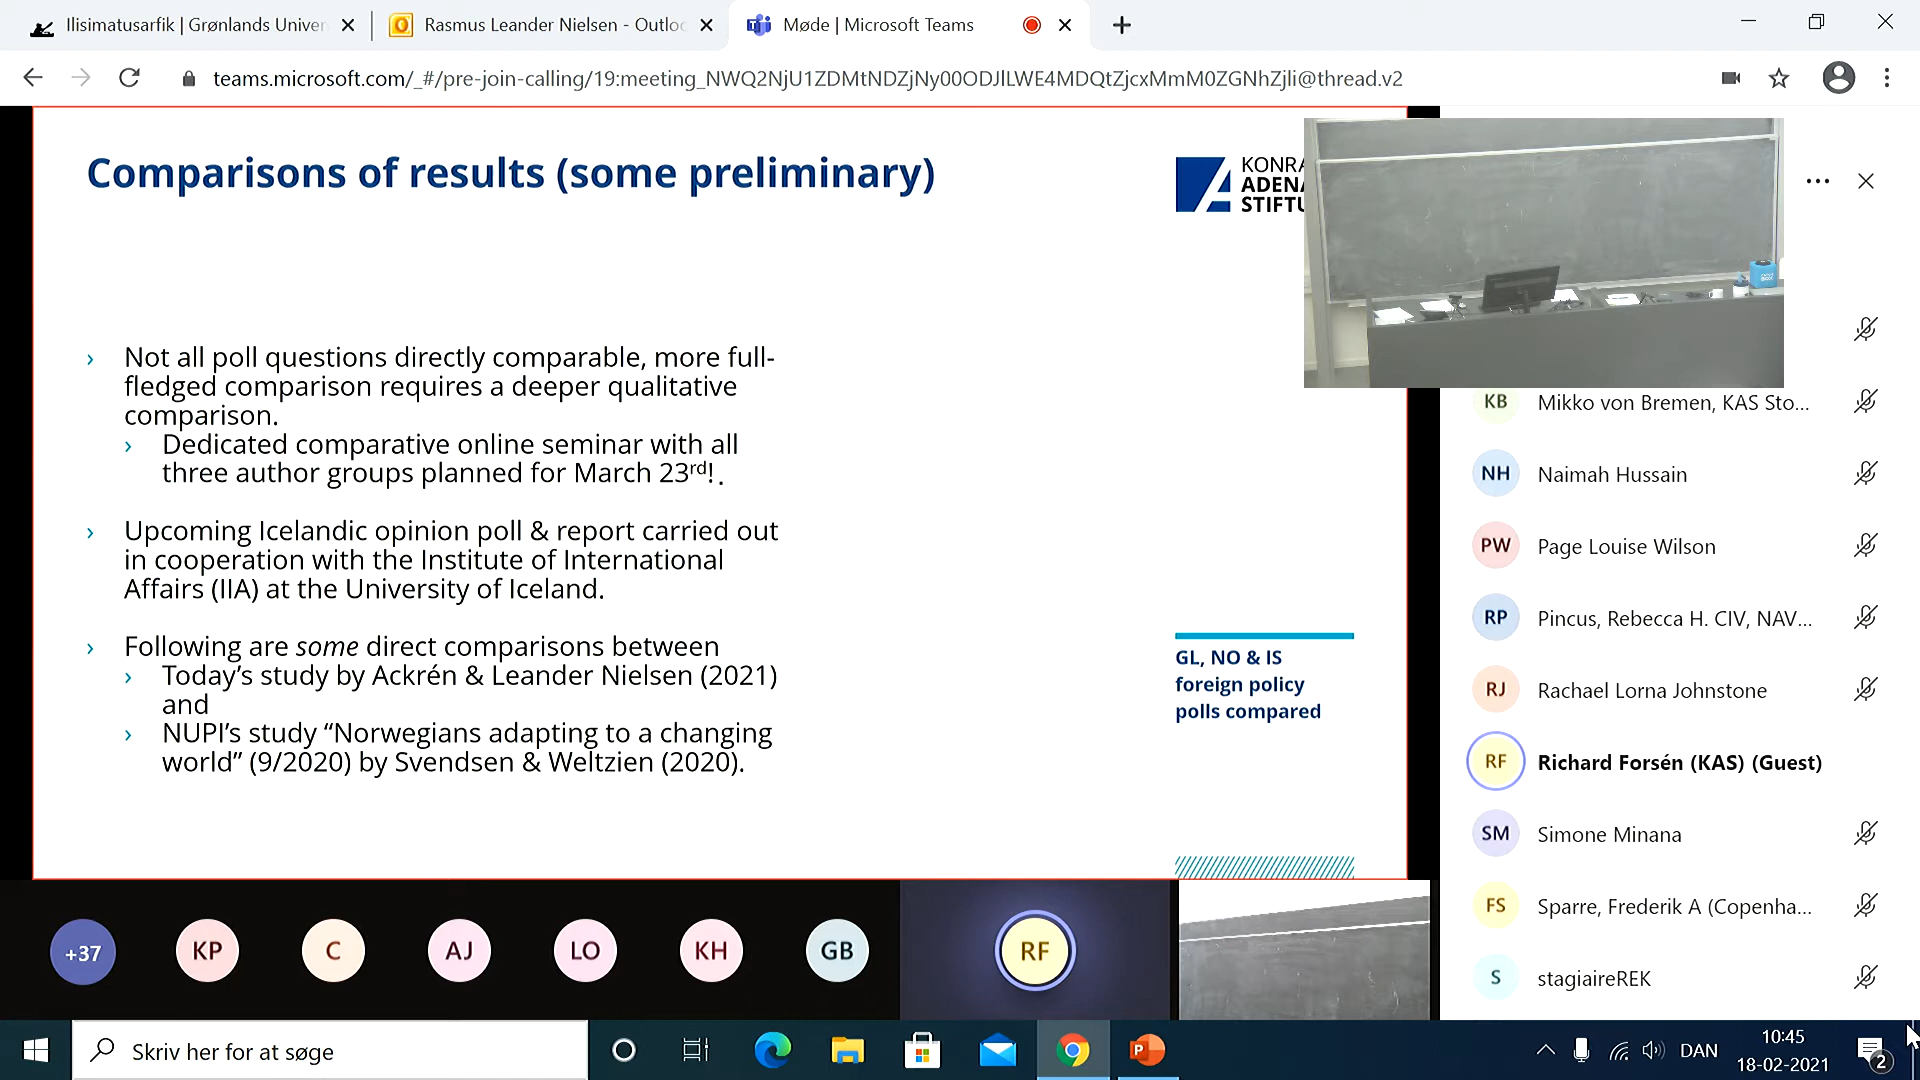 Ilisimatusarfik | Grønlands Univer
Rasmus Leander Nielsen - Outloo
Møde | Microsoft Teams
teams.microsoft.com/_#/pre-join-calling/19:meeting_NWQ2NjU1ZDMtNDZjNy00ODJlLWE4MDQtZjcxMmM0ZGNhZjli@thread.v2
Comparisons of results (some preliminary)
KONRA
ADENA
STIFTU
› Not all poll questions directly comparable, more full-
fledged comparison requires a deeper qualitative
comparison.
› Dedicated comparative online seminar with all
three author groups planned for March 23rd!.
› Upcoming Icelandic opinion poll & report carried out
in cooperation with the Institute of International
Affairs (IIA) at the University of Iceland.
› Following are some direct comparisons between
› Today's study by Ackrén & Leander Nielsen (2021)
and
› NUPI's study “Norwegians adapting to a changing
world” (9/2020) by Svendsen & Weltzien (2020).
GL, NO & IS
foreign policy
polls compared
KB Mikko von Bremen, KAS Sto...
NH Naimah Hussain
PW Page Louise Wilson
RP Pincus, Rebecca H. CIV, NAV...
RJ Rachael Lorna Johnstone
RF Richard Forsén (KAS) (Guest)
SM Simone Minana
FS Sparre, Frederik A (Copenha...
S stagiaireREK
+37 KP C AJ LO KH GB RF
Skriv her for at søge
DAN
10:45
18-02-2021
2